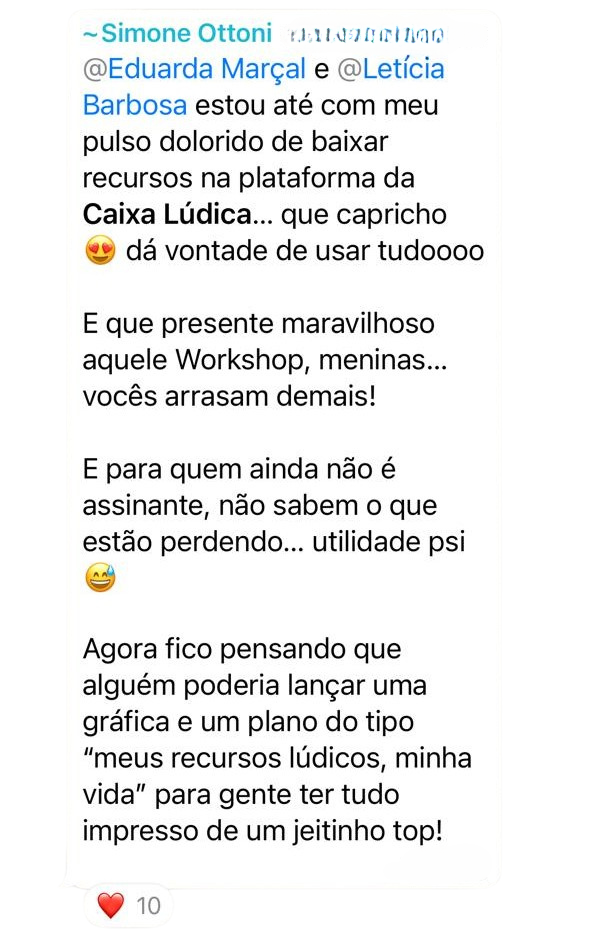 ~Simone Ottoni
@Eduarda Marçal e @Letícia
Barbosa estou até com meu
pulso dolorido de baixar
recursos na plataforma da
Caixa Lúdica... que capricho
😍 dá vontade de usar tudoooo
E que presente maravilhoso
aquele Workshop, meninas...
vocês arrasam demais!
E para quem ainda não é
assinante, não sabem o que
estão perdendo... utilidade psi
😅
Agora fico pensando que
alguém poderia lançar uma
gráfica e um plano do tipo
“meus recursos lúdicos, minha
vida” para gente ter tudo
impresso de um jeitinho top!
❤️ 10